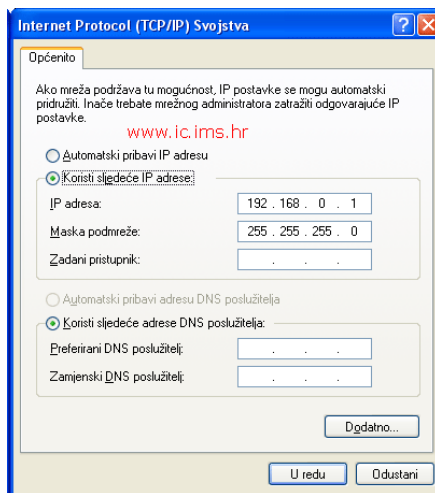 Internet Protocol (TCP/IP) Svojstva
Općenito
Ako mreža podržava tu mogućnost, IP postavke se mogu automatski
pridružiti. Inače trebate mrežnog administratora zatražiti odgovarajuće IP
postavke.
www.ic.ims.hr
Automatski pribavi IP adresu
Koristi sljedeće IP adrese:
IP adresa: 192 . 168 . 0 . 1
Maska podmreže: 255 . 255 . 255 . 0
Zadani pristupnik: . . .
Automatski pribavi adresu DNS poslužitelja
Koristi sljedeće adrese DNS poslužitelja:
Preferirani DNS poslužitelj: . . .
Zamjenski DNS poslužitelj: . . .
Dodatno...
U redu Odustani